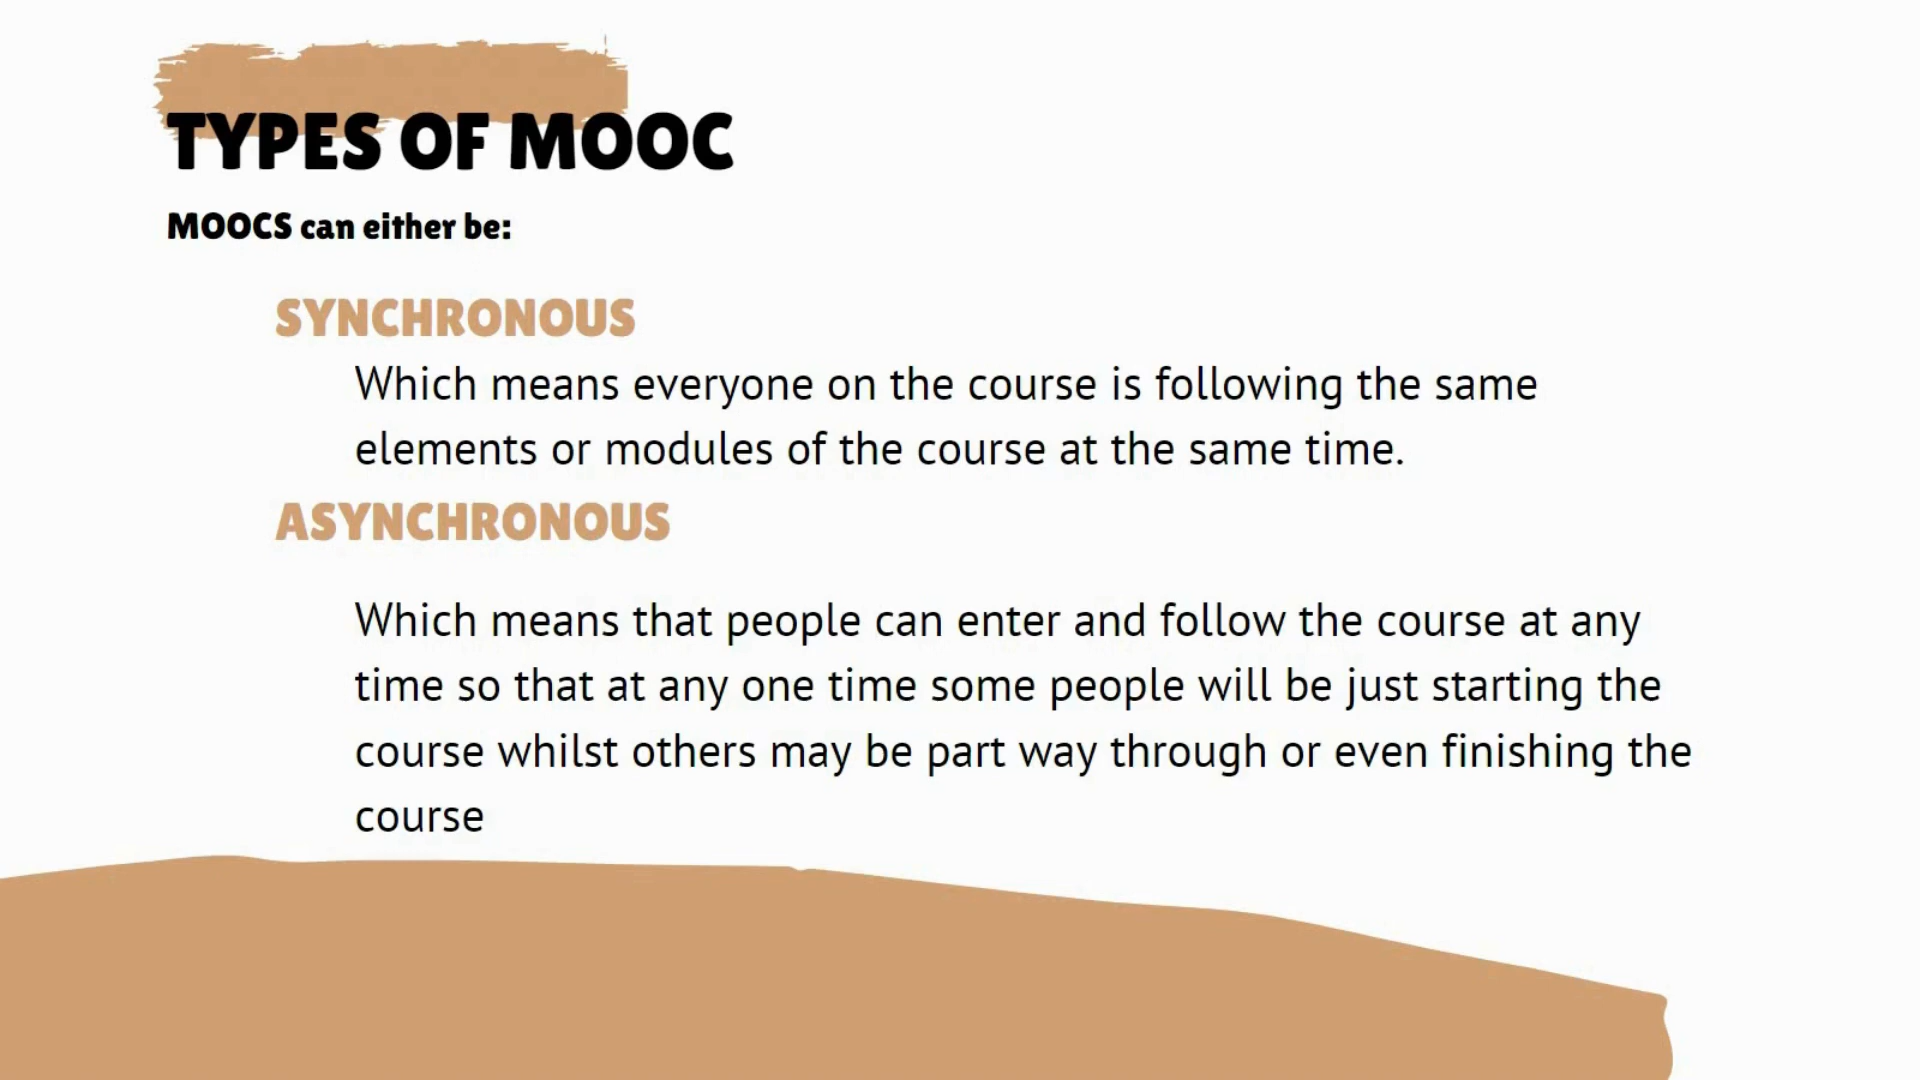 TYPES OF MOOC
MOOCS can either be:
SYNCHRONOUS
Which means everyone on the course is following the same
elements or modules of the course at the same time.
ASYNCHRONOUS
Which means that people can enter and follow the course at any
time so that at any one time some people will be just starting the
course whilst others may be part way through or even finishing the
course